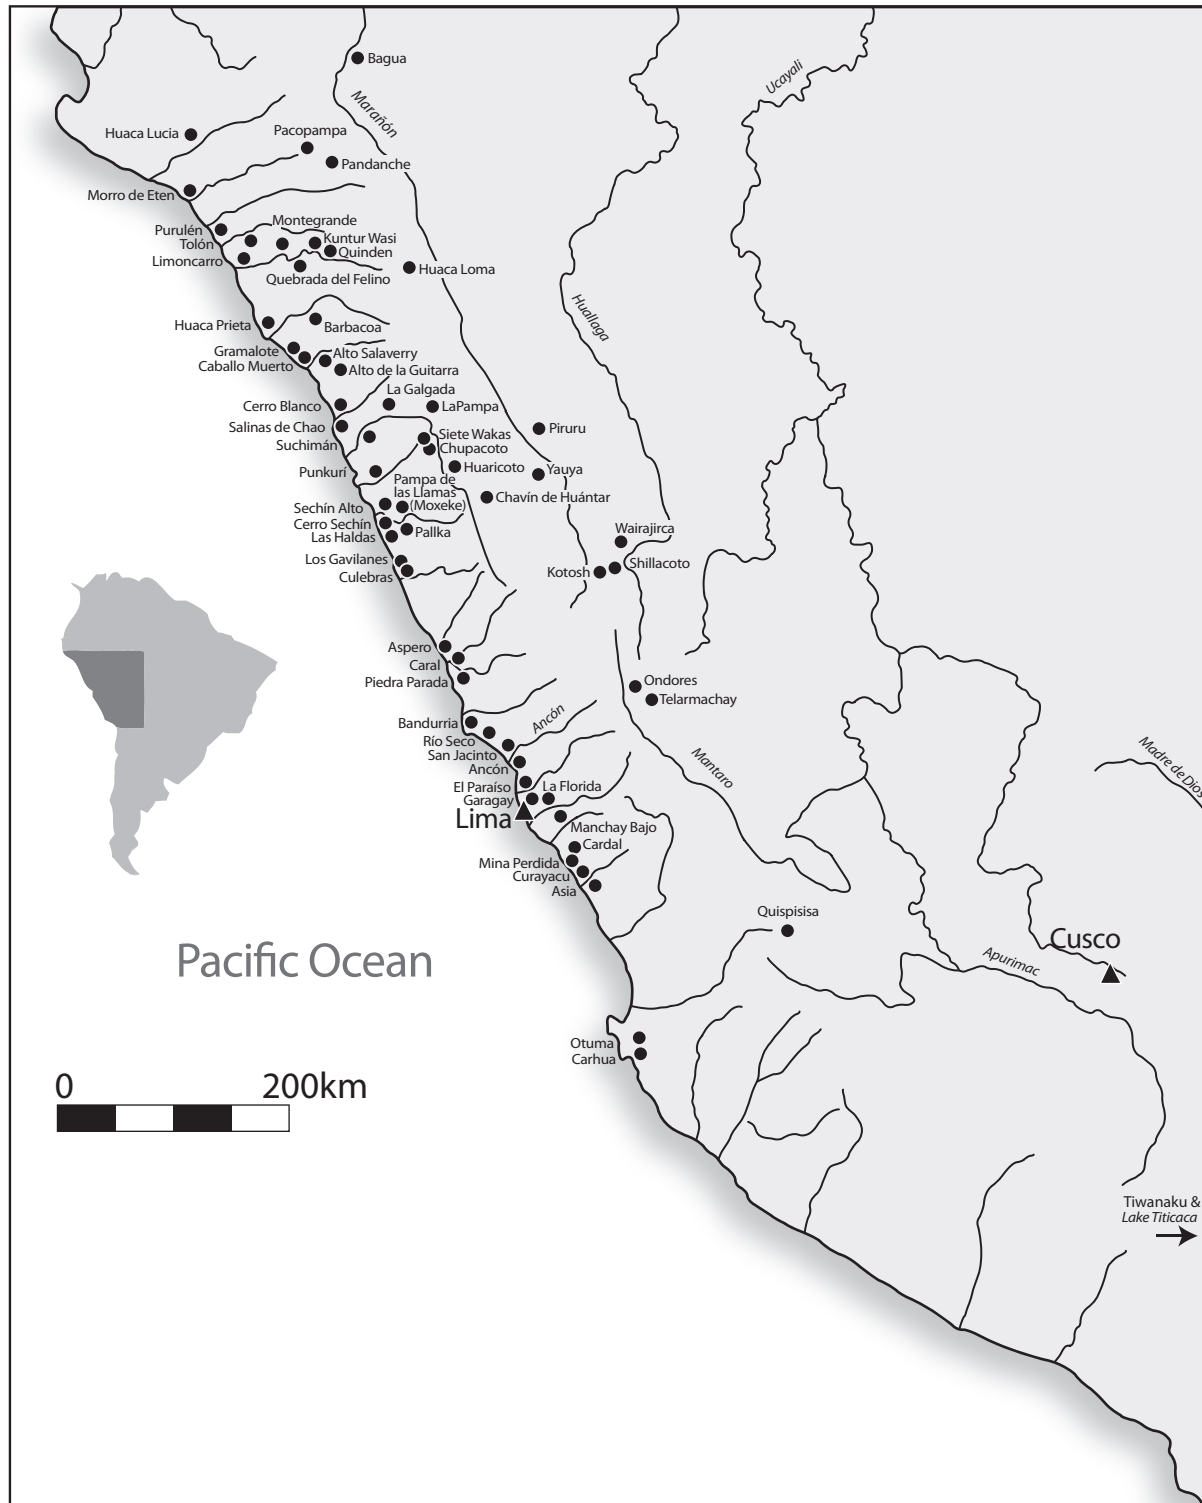 Bagua
Marañón
Ucayali
Huaca Lucia
Pacopampa
Pandanche
Morro de Eten
Purulén
Montegrande
Tolón
Kuntur Wasi
Quinden
Limoncarro
Quebrada del Felino
Huaca Loma
Huallaga
Huaca Prieta
Barbacoa
Gramalote
Alto Salaverry
Caballo Muerto
Alto de la Guitarra
La Galgada
Cerro Blanco
LaPampa
Salinas de Chao
Siete Wakas
Piruru
Suchimán
Chupacoto
Punkurí
Huaricoto
Yauya
Pampa de
las Llamas
(Moxeke)
Chavín de Huántar
Sechín Alto
Cerro Sechín
Pallka
Las Haldas
Wairajirca
Los Gavilanes
Shillacoto
Culebras
Kotosh
Aspero
Caral
Piedra Parada
Ondores
Telarmachay
Bandurria
Ancón
Río Seco
San Jacinto
Ancón
Mantaro
Madre de Dios
El Paraíso
La Florida
Garagay
Lima
Manchay Bajo
Cardal
Mina Perdida
Curayacu
Asia
Quispisisa
Cusco
Apurimac
Pacific Ocean
Otuma
Carhua
0 200km
Tiwanaku &
Lake Titicaca